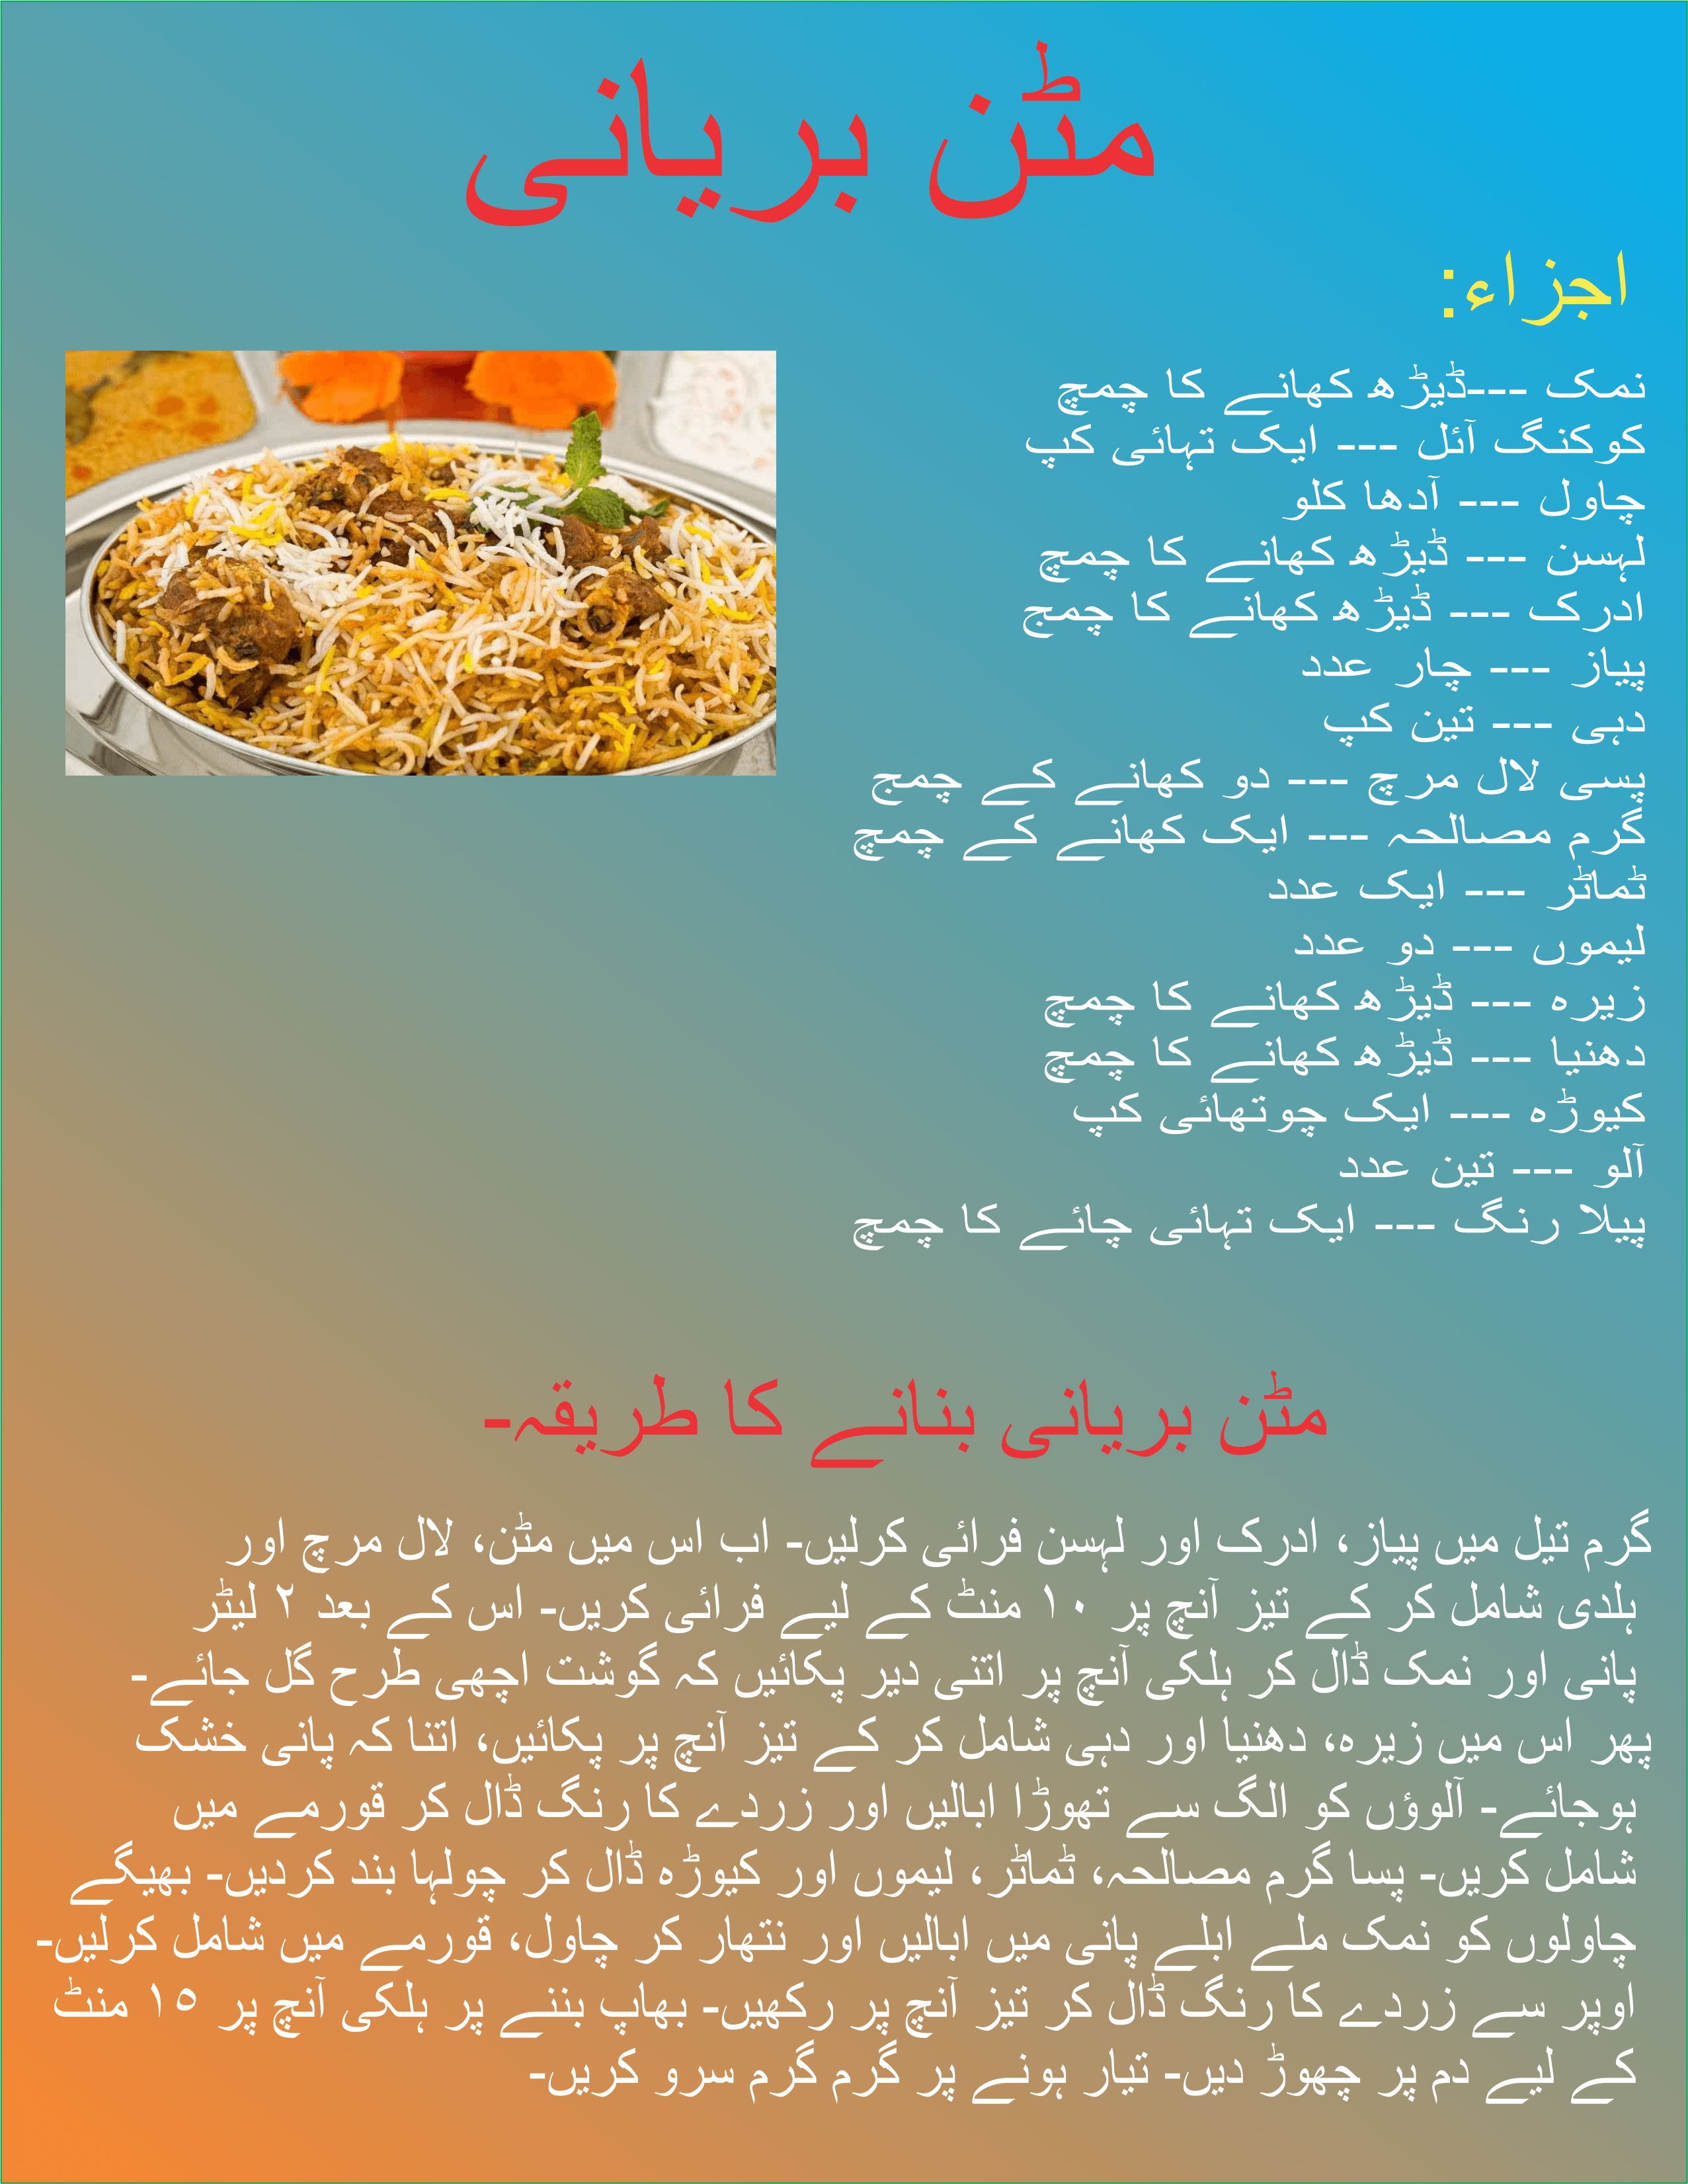 مٹن بریانی
اجزاء:
نمک ---ڈیڑھ کھانے کا چمچ
کوکنگ آئل --- ایک تہائی کپ
چاول --- آدھا کلو
لہسن --- ڈیڑھ کھانے کا چمچ
ادرک --- ڈیڑھ کھانے کا چمج
پیاز --- چار عدد
دہی --- تین کپ
پسی لال مرچ --- دو کھانے کے چمچ
گرم مصالحہ --- ایک کھانے کے چمچ
ٹماٹر --- ایک عدد
لیموں --- دو عدد
زیرہ --- ڈیڑھ کھانے کا چمچ
دھنیا --- ڈیڑھ کھانے کا چمچ
کیوڑہ --- ایک چوتھائی کپ
آلو --- تین عدد
پیلا رنگ --- ایک تہائی چائے کا چمچ
مٹن بریانی بنانے کا طریقہ-
گرم تیل میں پیاز، ادرک اور لہسن فرائی کرلیں- اب اس میں مٹن، لال مرچ اور
ہلدی شامل کر کے تیز آنچ پر ١٠ منٹ کے لیے فرائی کریں- اس کے بعد ٢ لیٹر
پانی اور نمک ڈال کر ہلکی آنچ پر اتنی دیر پکائیں کہ گوشت اچھی طرح گل جائے-
پھر اس میں زیرہ، دھنیا اور دہی شامل کر کے تیز آنچ پر پکائیں، اتنا کہ پانی خشک
ہوجائے- آلوؤں کو الگ سے تھوڑا ابالیں اور زردے کا رنگ ڈال کر قورمے میں
شامل کریں- پسا گرم مصالحہ، ٹماٹر، لیموں اور کیوڑہ ڈال کر چولہا بند کردیں- بھیگے
چاولوں کو نمک ملے ابلے پانی میں ابالیں اور نتھار کر چاول، قورمے میں شامل کرلیں-
اوپر سے زردے کا رنگ ڈال کر تیز آنچ پر رکھیں- بھاپ بننے پر ہلکی آنچ پر ١٥ منٹ
کے لیے دم پر چھوڑ دیں- تیار ہونے پر گرم گرم سرو کریں-